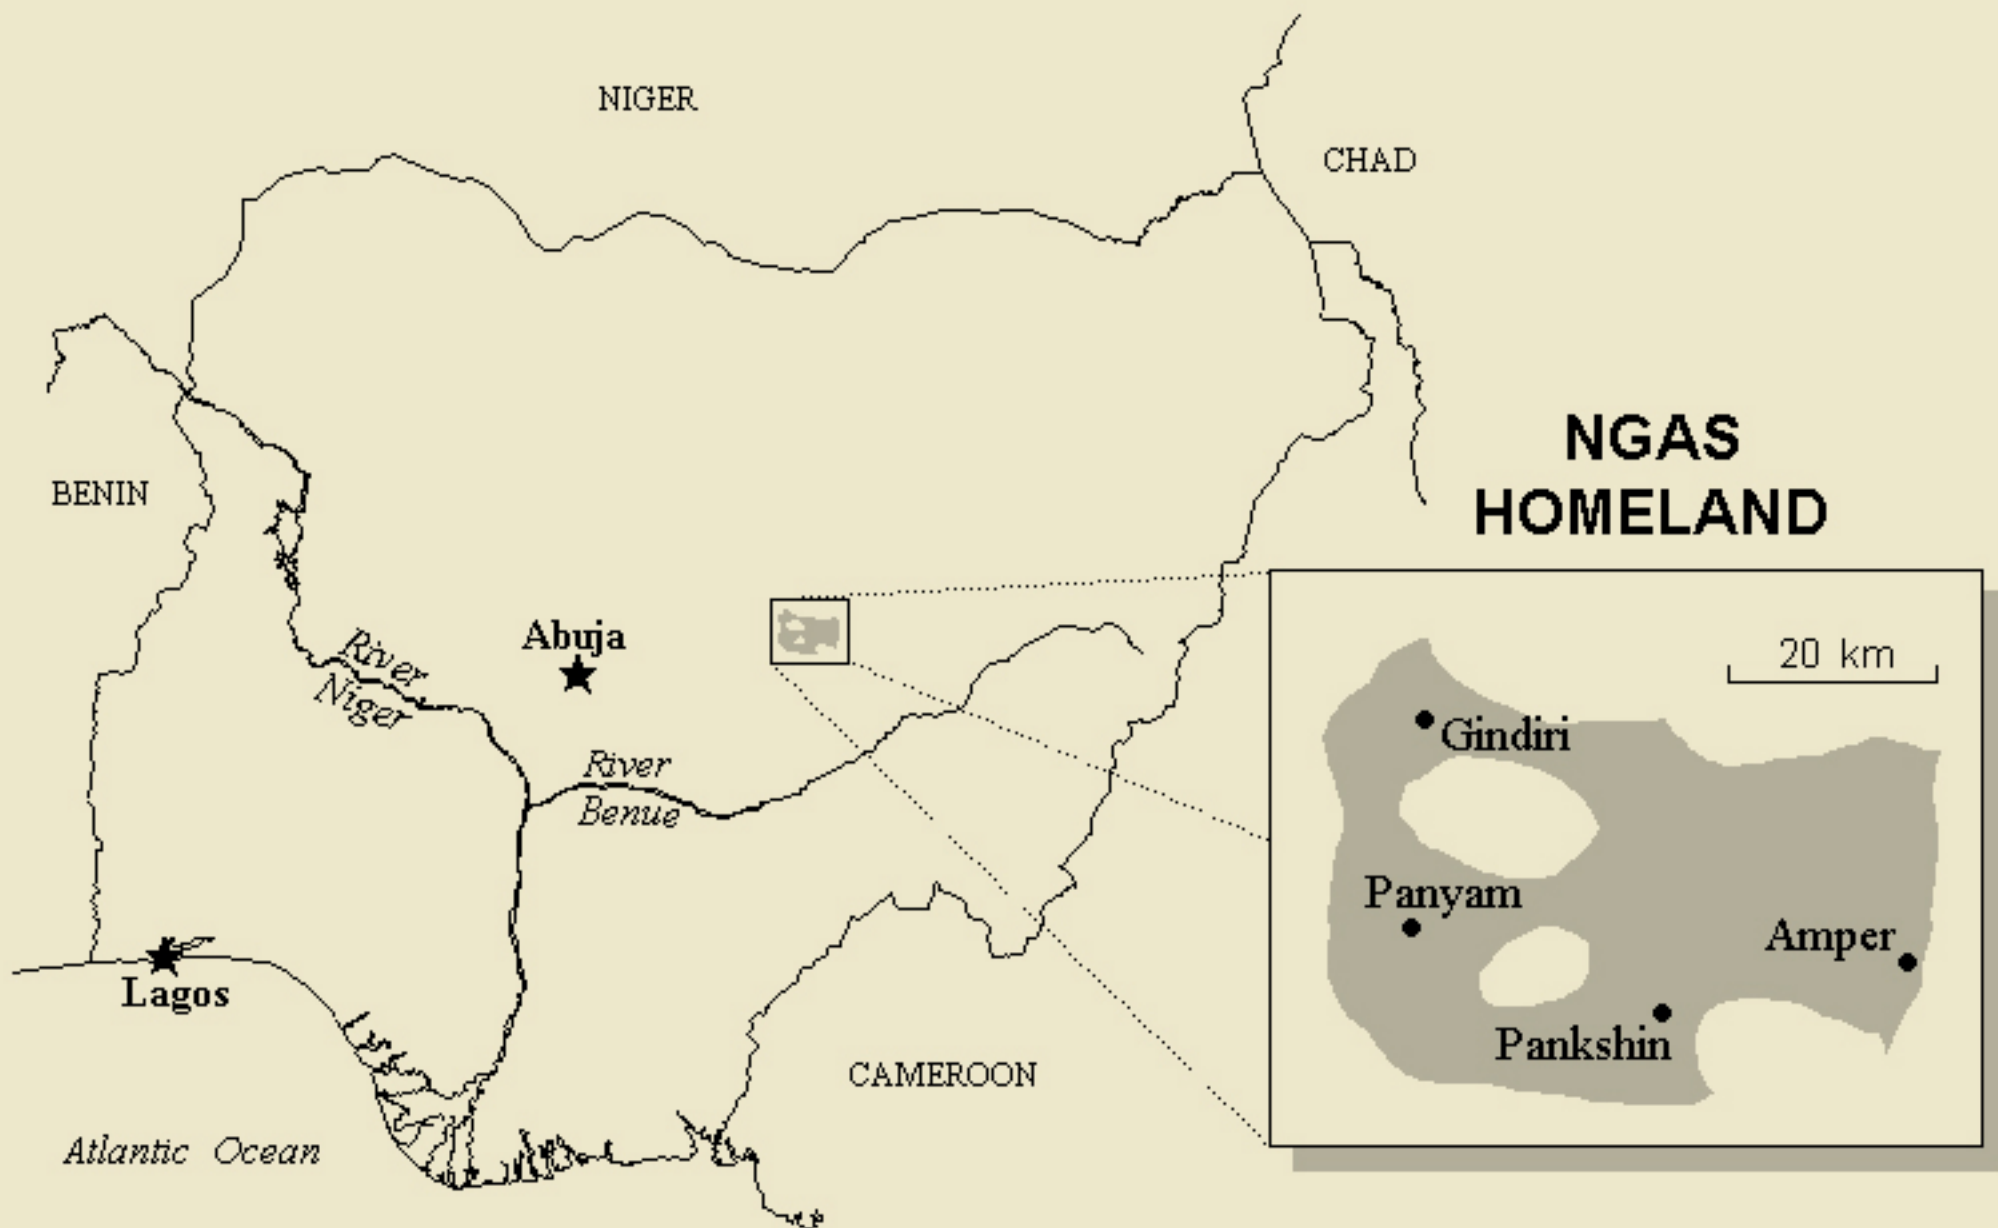 NIGER
CHAD
NGAS
HOMELAND
BENIN
River
Niger
Abuja
River
Benue
Lagos
CAMEROON
Atlantic Ocean
20 km
Gindiri
Panyam
Amper
Pankshin